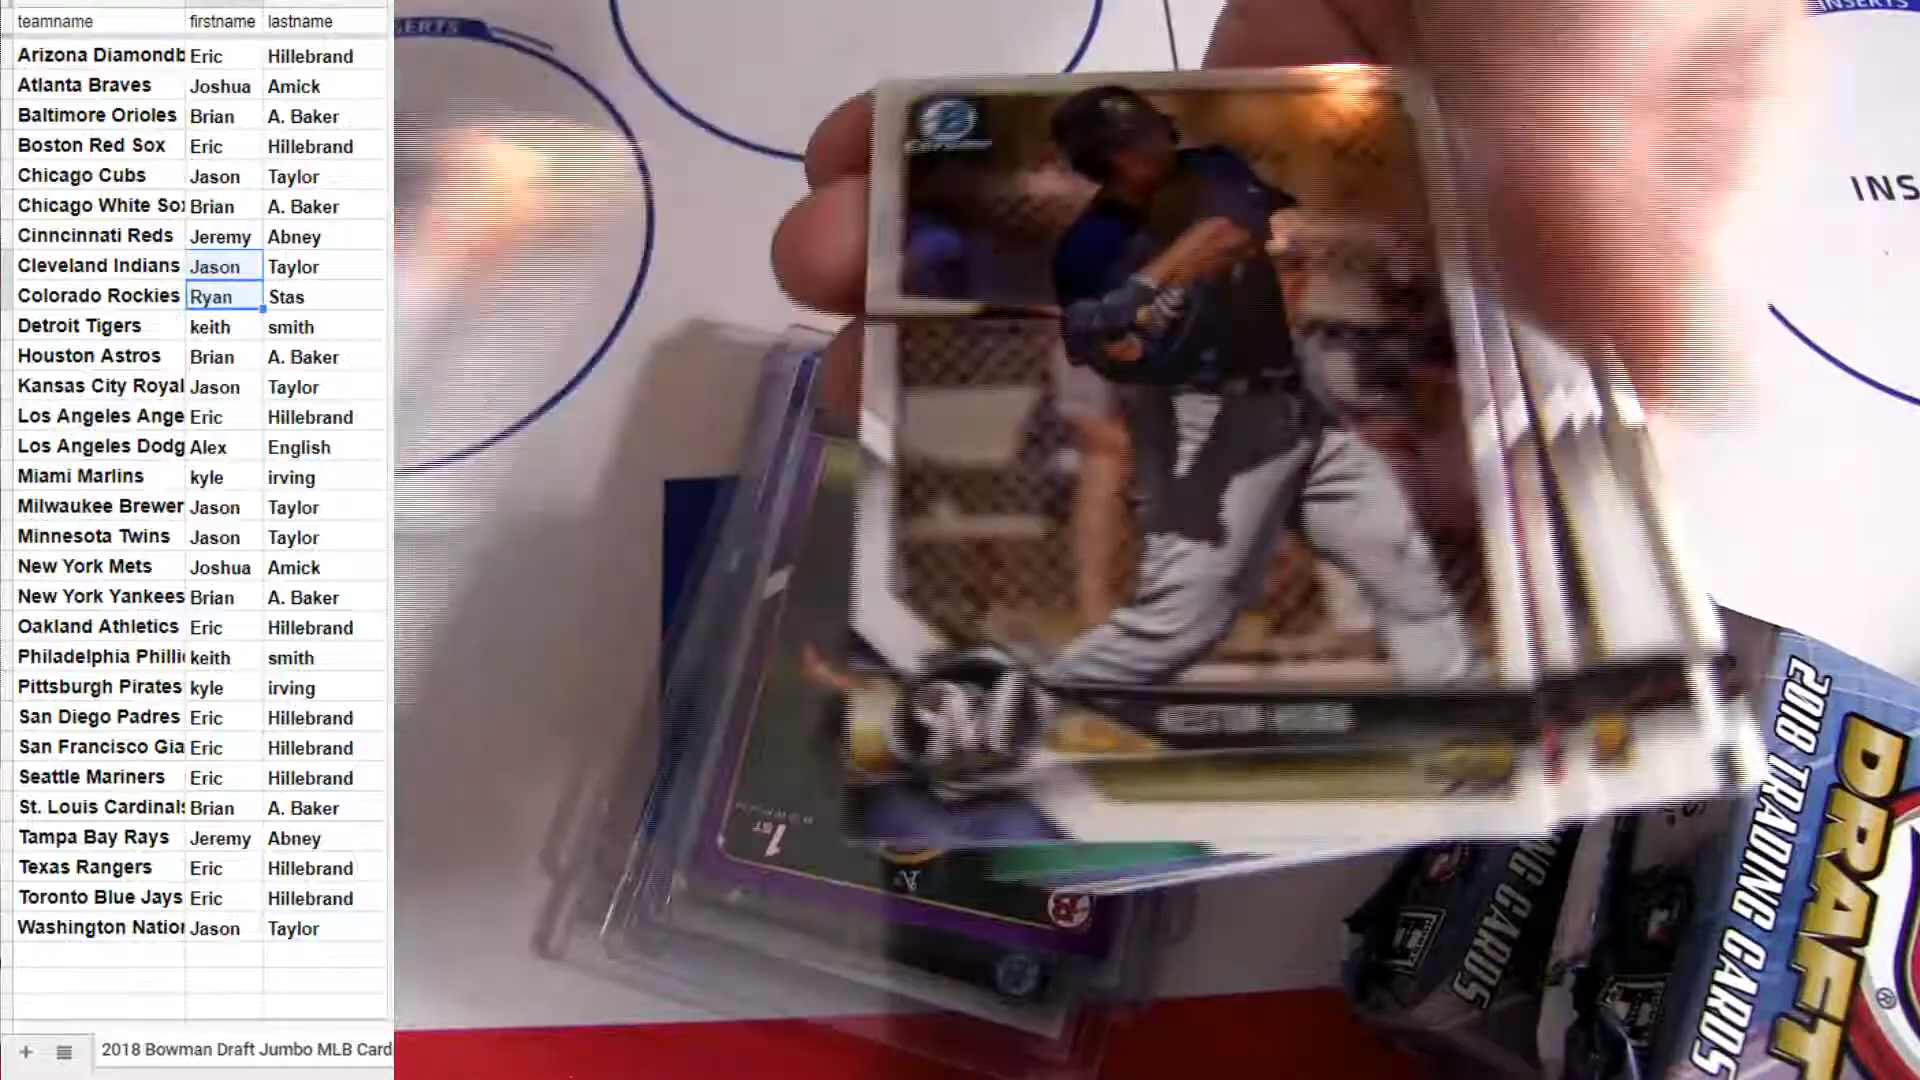 teamname firstname lastname
Arizona Diamondb Eric Hillebrand
Atlanta Braves Joshua Amick
Baltimore Orioles Brian A. Baker
Boston Red Sox Eric Hillebrand
Chicago Cubs Jason Taylor
Chicago White Sox Brian A. Baker
Cinncinnati Reds Jeremy Abney
Cleveland Indians Jason Taylor
Colorado Rockies Ryan Stas
Detroit Tigers keith smith
Houston Astros Brian A. Baker
Kansas City Royal Jason Taylor
Los Angeles Ange Eric Hillebrand
Los Angeles Dodg Alex English
Miami Marlins kyle irving
Milwaukee Brewer Jason Taylor
Minnesota Twins Jason Taylor
New York Mets Joshua Amick
New York Yankees Brian A. Baker
Oakland Athletics Eric Hillebrand
Philadelphia Phillie keith smith
Pittsburgh Pirates kyle irving
San Diego Padres Eric Hillebrand
San Francisco Gia Eric Hillebrand
Seattle Mariners Eric Hillebrand
St. Louis Cardinals Brian A. Baker
Tampa Bay Rays Jeremy Abney
Texas Rangers Eric Hillebrand
Toronto Blue Jays Eric Hillebrand
Washington Nation Jason Taylor
2018 Bowman Draft Jumbo MLB Card
INSERTS
INS
1ST
2018 TRADING CARDS
DRAFT
NG CARDS